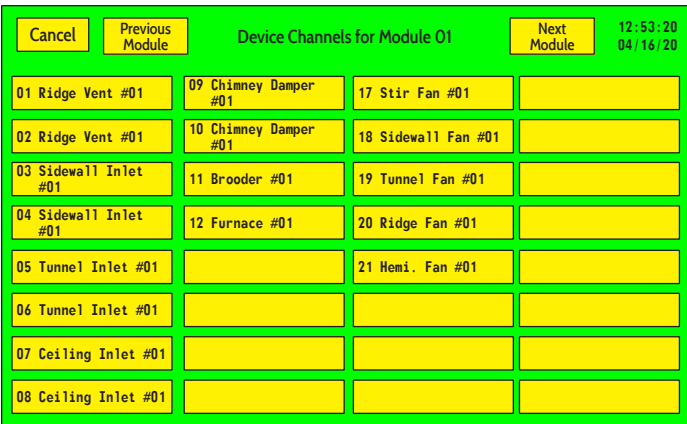 Cancel
Previous
Module
Device Channels for Module 01
Next
Module
12:53:20
04/16/20
01 Ridge Vent #01
02 Ridge Vent #01
03 Sidewall Inlet
#01
04 Sidewall Inlet
#01
05 Tunnel Inlet #01
06 Tunnel Inlet #01
07 Ceiling Inlet #01
08 Ceiling Inlet #01
09 Chimney Damper
#01
10 Chimney Damper
#01
11 Brooder #01
12 Furnace #01
17 Stir Fan #01
18 Sidewall Fan #01
19 Tunnel Fan #01
20 Ridge Fan #01
21 Hemi. Fan #01